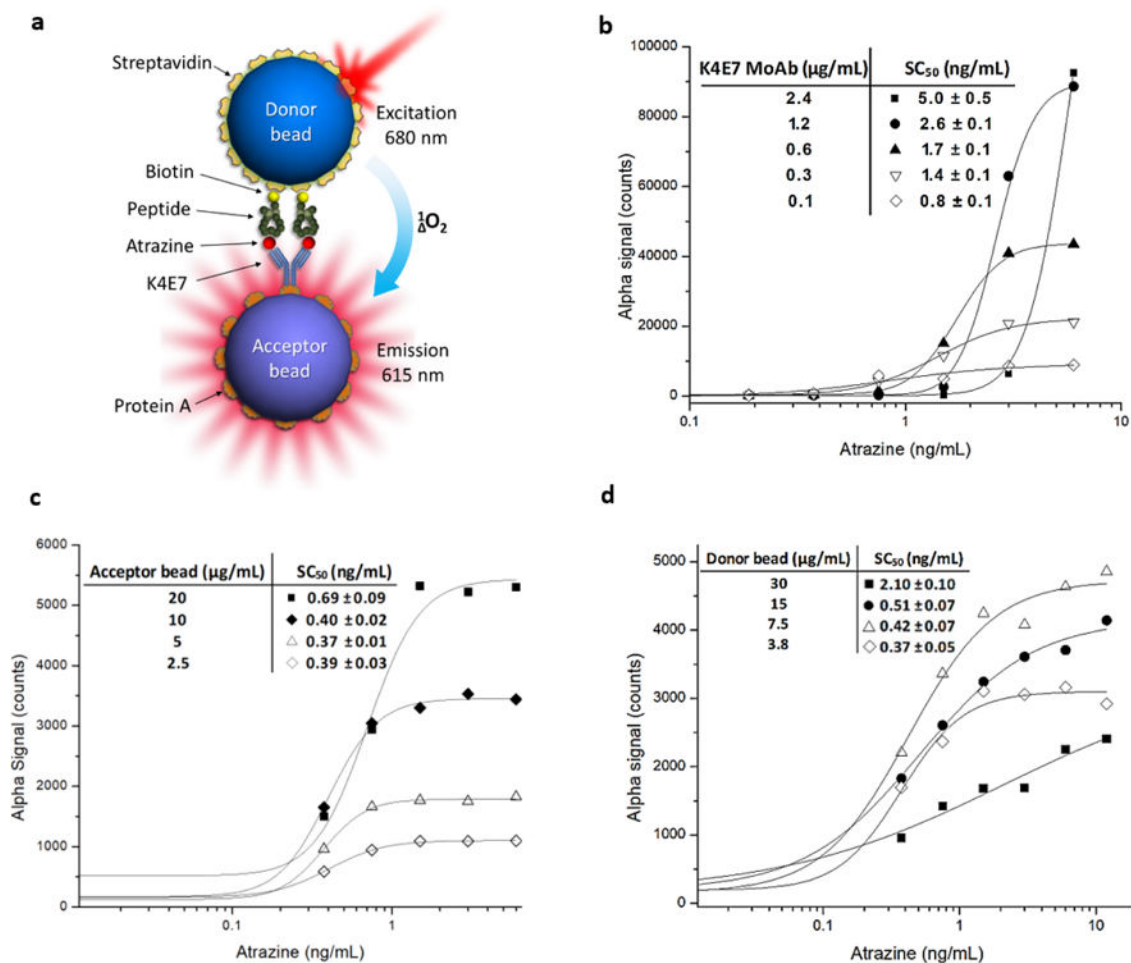 a
Streptavidin
Donor
bead
Excitation
680 nm
Biotin
Peptide
Atrazine
K4E7
¹ΔO₂
Acceptor
bead
Emission
615 nm
Protein A
b
K4E7 MoAb (µg/mL) SC₅₀ (ng/mL)
2.4 5.0 ± 0.5
1.2 2.6 ± 0.1
0.6 1.7 ± 0.1
0.3 1.4 ± 0.1
0.1 0.8 ± 0.1
100000
80000
60000
40000
20000
0
Alpha signal (counts)
0.1 1 10
Atrazine (ng/mL)
c
Acceptor bead (µg/mL) SC₅₀ (ng/mL)
20 0.69 ± 0.09
10 0.40 ± 0.02
5 0.37 ± 0.01
2.5 0.39 ± 0.03
6000
5000
4000
3000
2000
1000
0
Alpha Signal (counts)
0.1 1
Atrazine (ng/mL)
d
Donor bead (µg/mL) SC₅₀ (ng/mL)
30 2.10 ± 0.10
15 0.51 ± 0.07
7.5 0.42 ± 0.07
3.8 0.37 ± 0.05
5000
4000
3000
2000
1000
0
Alpha Signal (counts)
0.1 1 10
Atrazine (ng/mL)